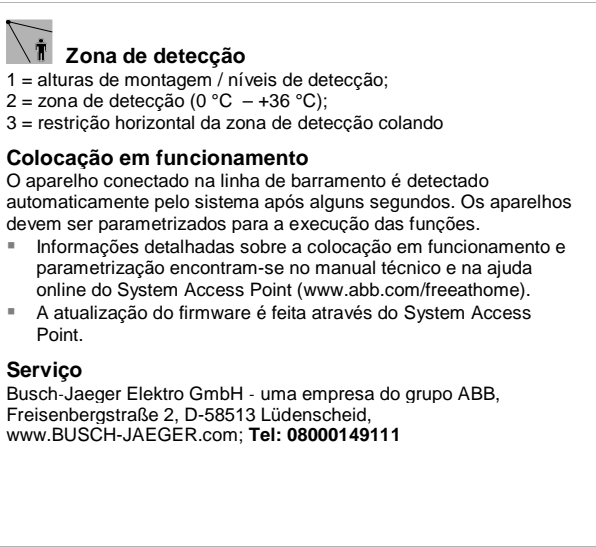 Zona de detecção
1 = alturas de montagem / níveis de detecção;
2 = zona de detecção (0 °C – +36 °C);
3 = restrição horizontal da zona de detecção colando
Colocação em funcionamento
O aparelho conectado na linha de barramento é detectado
automaticamente pelo sistema após alguns segundos. Os aparelhos
devem ser parametrizados para a execução das funções.
▪ Informações detalhadas sobre a colocação em funcionamento e
parametrização encontram-se no manual técnico e na ajuda
online do System Access Point (www.abb.com/freeathome).
▪ A atualização do firmware é feita através do System Access
Point.
Serviço
Busch-Jaeger Elektro GmbH - uma empresa do grupo ABB,
Freisenbergstraße 2, D-58513 Lüdenscheid,
www.BUSCH-JAEGER.com; Tel: 08000149111